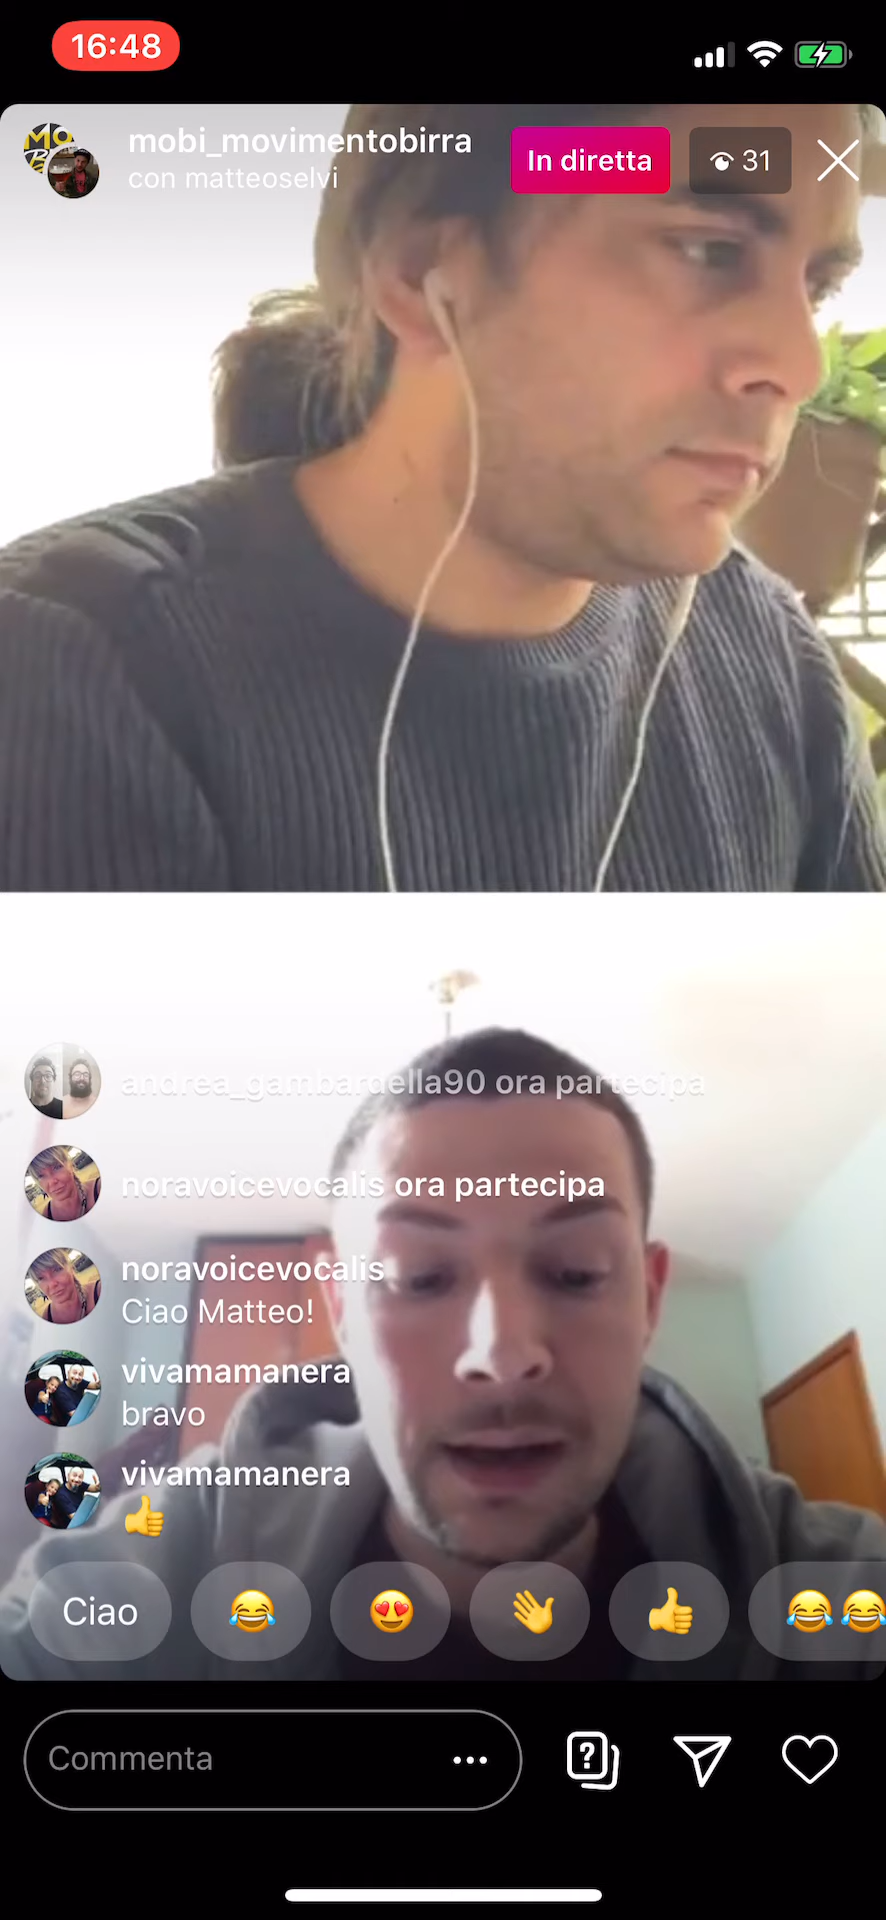 16:48
mobi_movimentobirra
con matteoselvi
In diretta
31
MO
B
andrea_gambardella90 ora partecipa
noravoicevocalis ora partecipa
noravoicevocalis
Ciao Matteo!
vivamamanera
bravo
vivamamanera
👍
Ciao 😂 😍 👋 👍 😂😂
Commenta
?